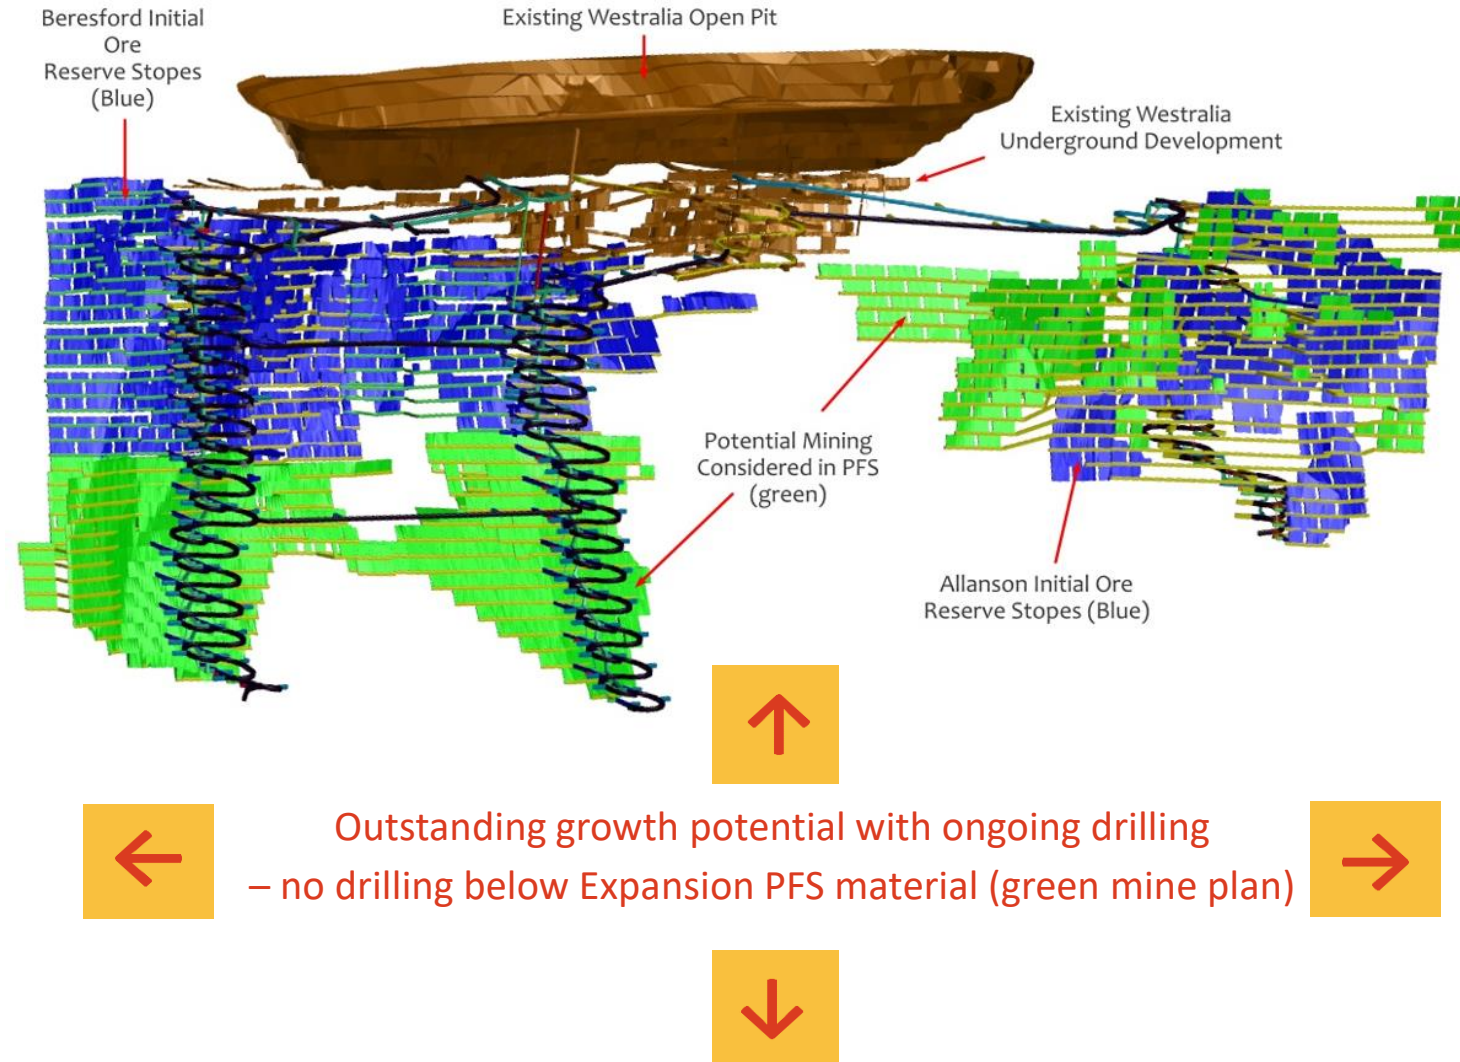 Beresford Initial
Ore
Reserve Stopes
(Blue)
Existing Westralia Open Pit
Existing Westralia
Underground Development
Potential Mining
Considered in PFS
(green)
Allanson Initial Ore
Reserve Stopes (Blue)
Outstanding growth potential with ongoing drilling
– no drilling below Expansion PFS material (green mine plan)